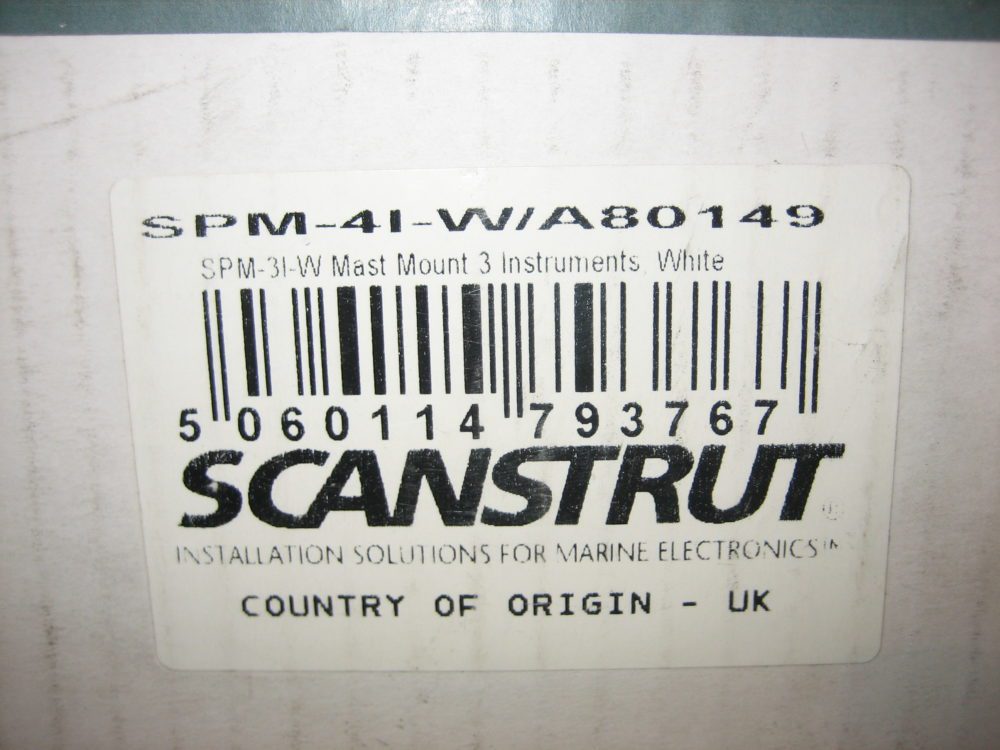 SPM-4I-W/A80149
SPM-3I-W Mast Mount 3 Instruments, White
5 060114 793767
SCANSTRUT®
INSTALLATION SOLUTIONS FOR MARINE ELECTRONICS™
COUNTRY OF ORIGIN - UK